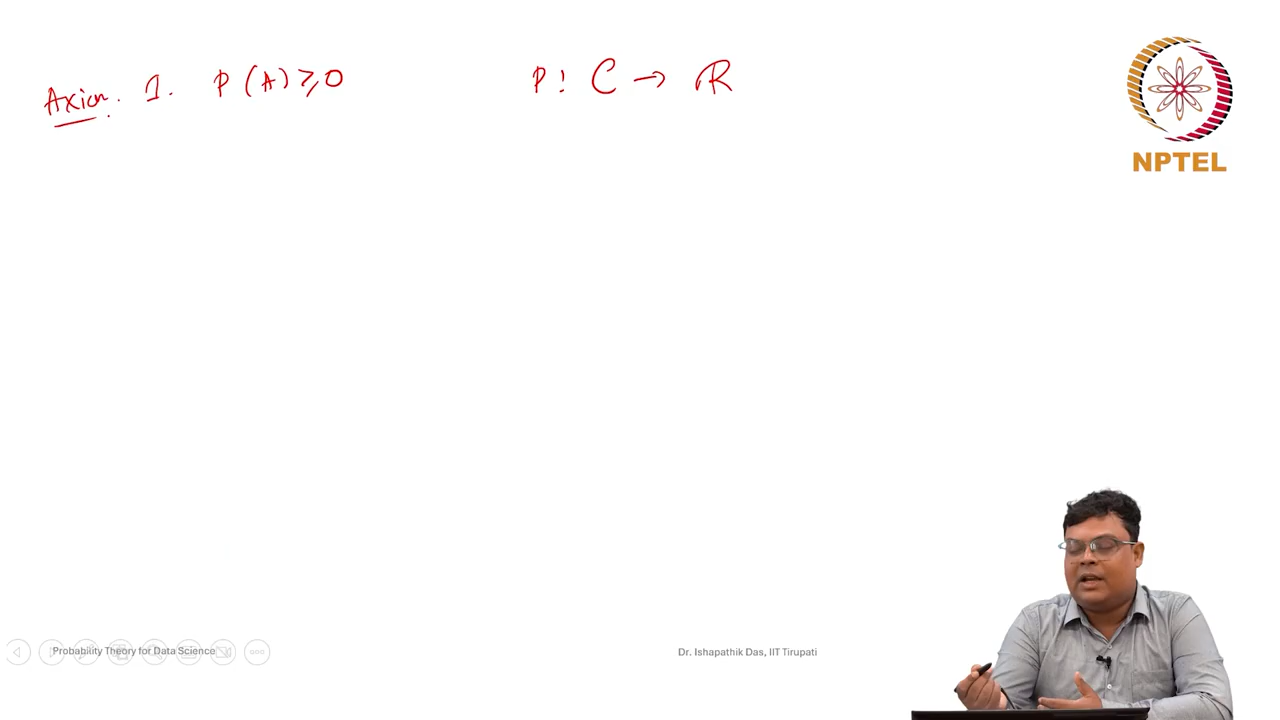 Axiom. 1. P(A) ≥ 0
P: C → ℝ
NPTEL
Probability Theory for Data Science
Dr. Ishapathik Das, IIT Tirupati